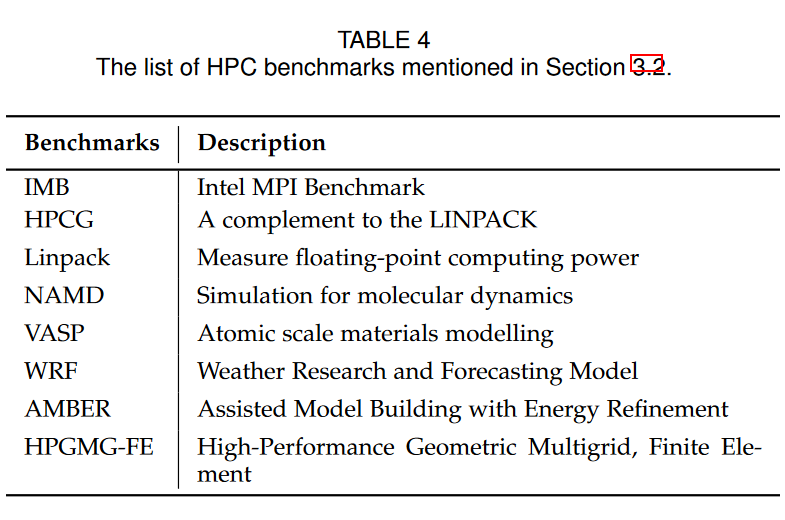 TABLE 4
The list of HPC benchmarks mentioned in Section 3.2.
Benchmarks Description
IMB Intel MPI Benchmark
HPCG A complement to the LINPACK
Linpack Measure floating-point computing power
NAMD Simulation for molecular dynamics
VASP Atomic scale materials modelling
WRF Weather Research and Forecasting Model
AMBER Assisted Model Building with Energy Refinement
HPGMG-FE High-Performance Geometric Multigrid, Finite Ele-
ment